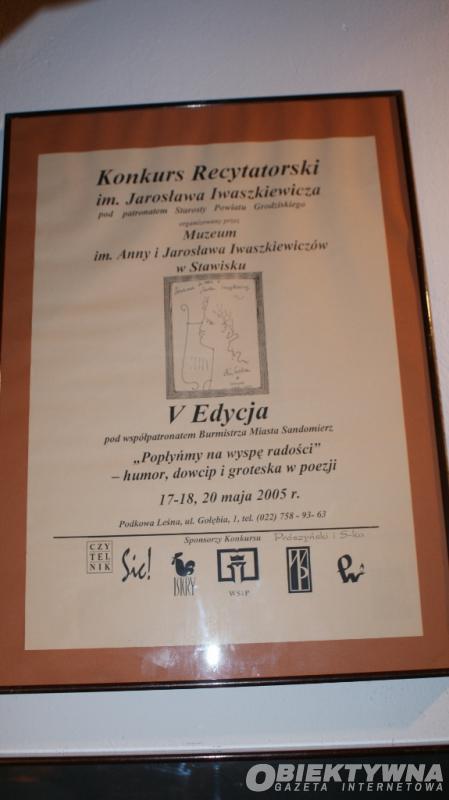 Konkurs Recytatorski
im. Jarosława Iwaszkiewicza
pod patronatem Starosty Powiatu Grodziskiego
organizowany przez
Muzeum
im. Anny i Jarosława Iwaszkiewiczów
w Stawisku
V Edycja
pod współpatronatem Burmistrza Miasta Sandomierz
„Popłyńmy na wyspę radości”
– humor, dowcip i groteska w poezji
17-18, 20 maja 2005 r.
Podkowa Leśna, ul. Gołębia, 1, tel. (022) 758 - 93- 63
Sponsorzy Konkursu Prószyński i S-ka
CZY
TEL
NIK
Sic!
ISKRY
WSiP
OBIEKTYWNA
GAZETA INTERNETOWA